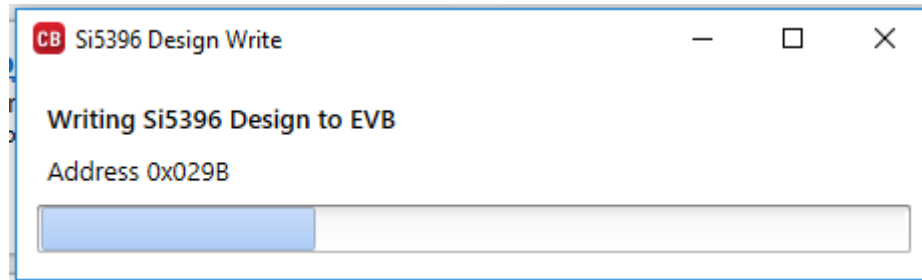 CB Si5396 Design Write
Writing Si5396 Design to EVB
Address 0x029B